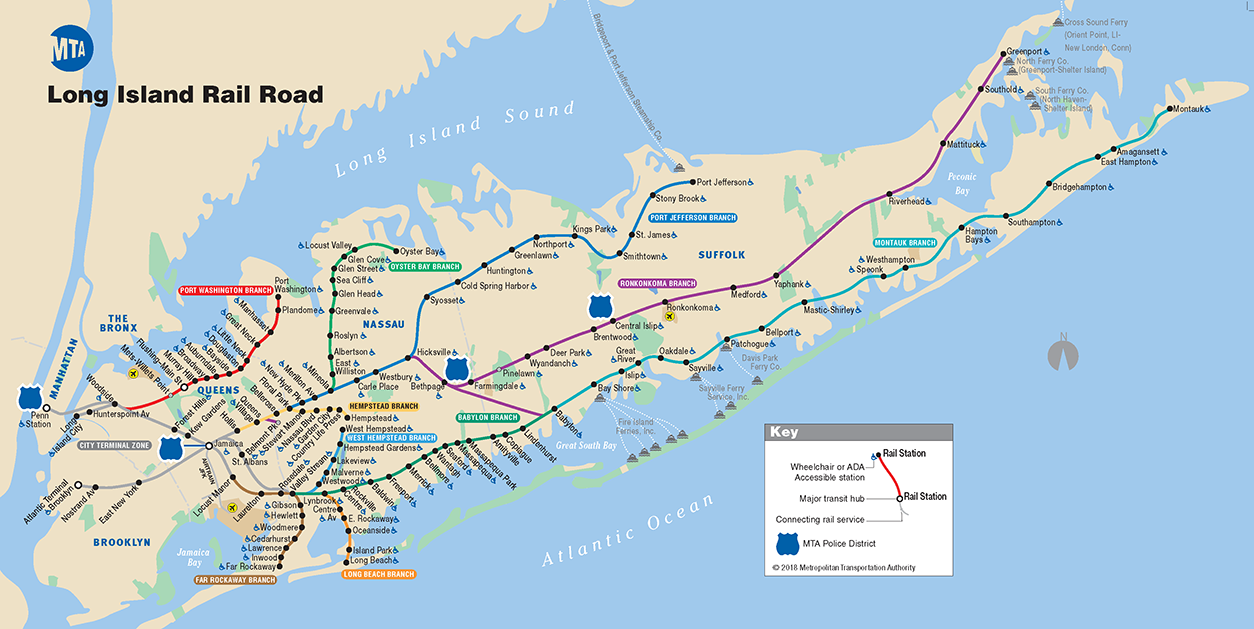 MTA
Long Island Rail Road
Long Island Sound
Bridgeport & Port Jefferson Steamship Co.
Cross Sound Ferry
(Orient Point, LI-
New London, Conn)
Greenport
North Ferry Co.
(Greenport-Shelter Island)
Southold
South Ferry Co.
(North Haven-
Shelter Island)
Montauk
Mattituck
Amagansett
East Hampton
Peconic
Bay
Bridgehampton
Riverhead
Southampton
Hampton
Bays
MONTAUK BRANCH
Westhampton
Speonk
Port Jefferson
Stony Brook
PORT JEFFERSON BRANCH
St. James
Smithtown
Kings Park
Northport
Greenlawn
Huntington
Cold Spring Harbor
Syosset
SUFFOLK
Locust Valley
Oyster Bay
Glen Cove
Glen Street
OYSTER BAY BRANCH
Sea Cliff
Glen Head
Greenvale
Roslyn
Albertson
East
Williston
NASSAU
PORT WASHINGTON BRANCH
Port
Washington
Plandome
Manhasset
Great Neck
Little Neck
Douglaston
Bayside
Auburndale
Broadway
Murray Hill
Flushing-Main St
Mets-Willets Point
THE
BRONX
MANHATTAN
QUEENS
Woodside
Penn
Station
Hunterspoint Av
Long
Island City
CITY TERMINAL ZONE
Forest Hills
Kew Gardens
Jamaica
AIRTRAIN
JFK
Hollis
Queens
Village
Bellerose
Floral Park
New Hyde Pk
Merillon Av
Mineola
Carle Place
Westbury
Hicksville
Bethpage
Farmingdale
Pinelawn
Wyandanch
Deer Park
Brentwood
Central Islip
RONKONKOMA BRANCH
Ronkonkoma
Medford
Yaphank
Mastic-Shirley
Bellport
Patchogue
Sayville
Oakdale
Great
River
Islip
Bay Shore
Babylon
Davis Park
Ferry Co.
Sayville Ferry
Service, Inc.
Fire Island
Ferries, Inc.
Great South Bay
HEMPSTEAD BRANCH
Hempstead
Country Life Press
Garden City
Nassau Blvd
Stewart Manor
Belmont Pk
WEST HEMPSTEAD BRANCH
West Hempstead
Hempstead Gardens
Lakeview
Malverne
Westwood
BABYLON BRANCH
Lindenhurst
Copiague
Amityville
Massapequa Park
Massapequa
Seaford
Wantagh
Bellmore
Merrick
Freeport
Baldwin
Rockville
Centre
Lynbrook
Valley Stream
Rosedale
Laurelton
Locust Manor
St. Albans
Atlantic Terminal
Brooklyn
Nostrand Av
East New York
BROOKLYN
Jamaica
Bay
Gibson
Hewlett
Woodmere
Cedarhurst
Lawrence
Inwood
Far Rockaway
FAR ROCKAWAY BRANCH
Centre
Av
E. Rockaway
Oceanside
Island Park
Long Beach
LONG BEACH BRANCH
Atlantic Ocean
N
Key
Rail Station
Wheelchair or ADA
Accessible station
Major transit hub
Rail Station
Connecting rail service
MTA Police District
© 2018 Metropolitan Transportation Authority